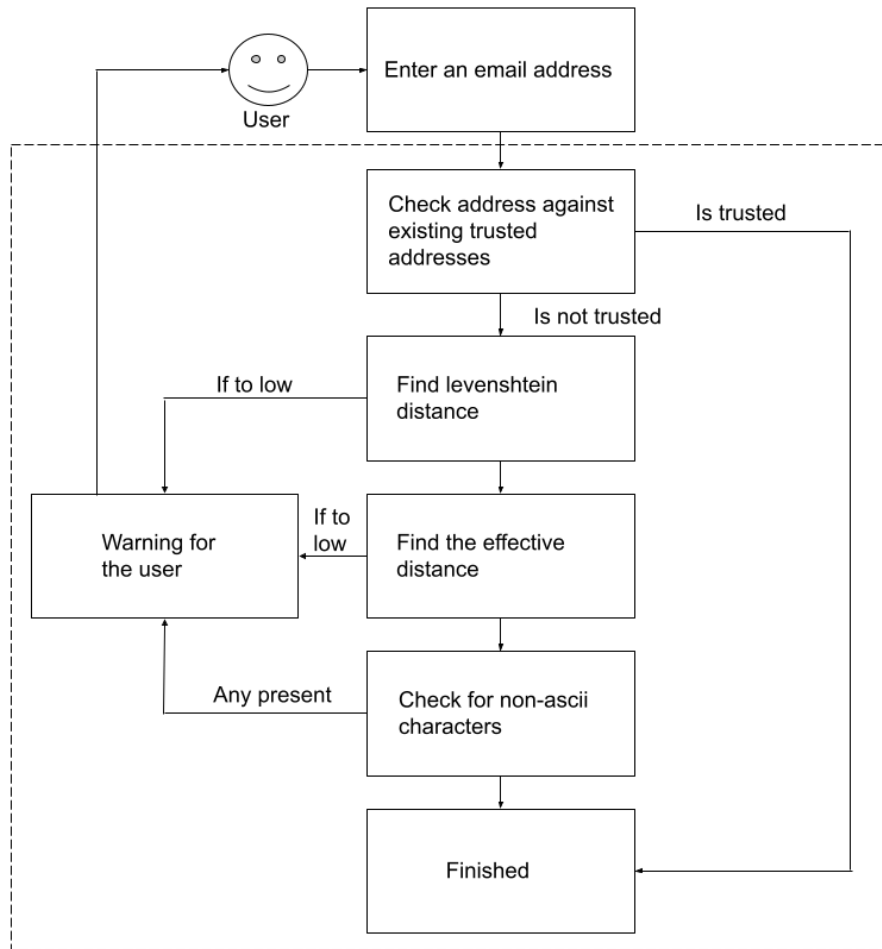 Enter an email address
User
Check address against
existing trusted
addresses
Is trusted
Is not trusted
If to low
Find levenshtein
distance
Warning for
the user
If to
low
Find the effective
distance
Any present
Check for non-ascii
characters
Finished